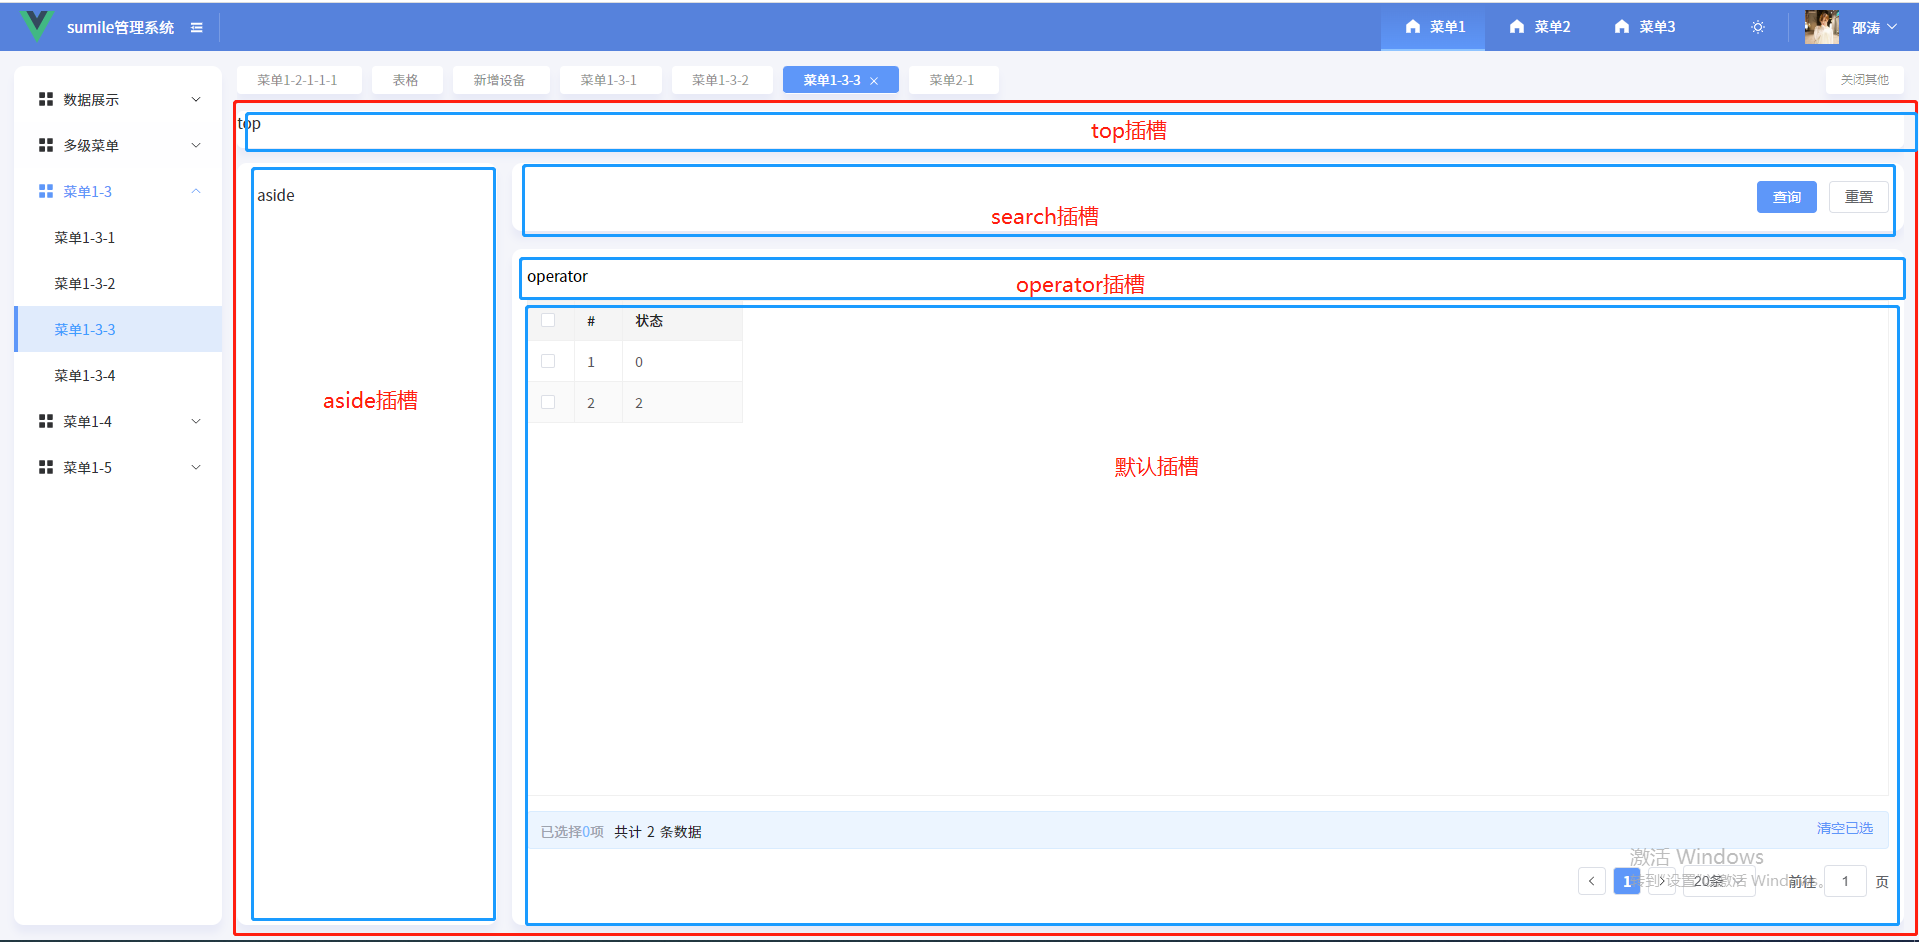 sumile管理系统
菜单1
菜单2
菜单3
邵涛
数据展示
多级菜单
菜单1-3
菜单1-3-1
菜单1-3-2
菜单1-3-3
菜单1-3-4
菜单1-4
菜单1-5
菜单1-2-1-1-1
表格
新增设备
菜单1-3-1
菜单1-3-2
菜单1-3-3
菜单2-1
关闭其他
top
top插槽
aside
aside插槽
search插槽
查询
重置
operator
operator插槽
# 状态
1 0
2 2
默认插槽
已选择0项 共计 2 条数据
清空已选
激活 Windows
转到"设置"以激活 Windows。
1
20条
前往
1
页